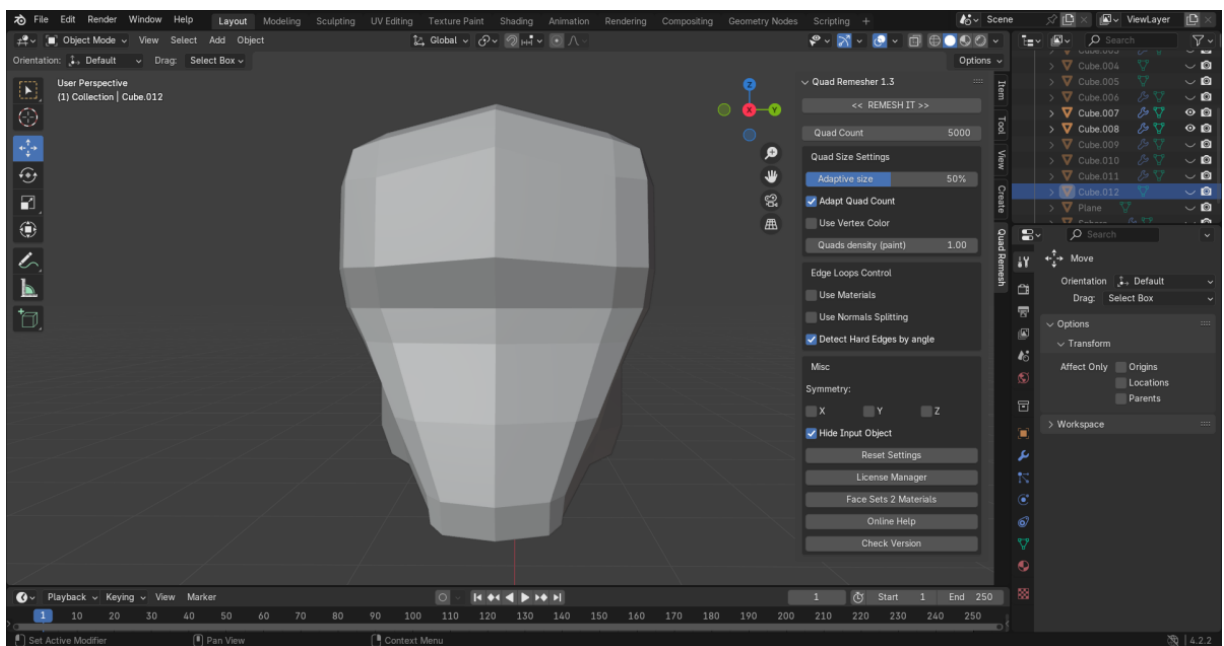 File Edit Render Window Help Layout Modeling Sculpting UV Editing Texture Paint Shading Animation Rendering Compositing Geometry Nodes Scripting + Scene ViewLayer
Object Mode View Select Add Object Global Options Search
Orientation: Default Drag: Select Box
User Perspective
(1) Collection | Cube.012
X
Y
Z
Quad Remesher 1.3
<< REMESH IT >>
Quad Count 5000
Quad Size Settings
Adaptive size 50%
Adapt Quad Count
Use Vertex Color
Quads density (paint) 1.00
Edge Loops Control
Use Materials
Use Normals Splitting
Detect Hard Edges by angle
Misc
Symmetry:
X Y Z
Hide Input Object
Reset Settings
License Manager
Face Sets 2 Materials
Online Help
Check Version
Item
Tool
View
Create
Quad Remesh
Cube.003
Cube.004
Cube.005
Cube.006
Cube.007
Cube.008
Cube.009
Cube.010
Cube.011
Cube.012
Plane
Sphere
Search
Move
Orientation Default
Drag: Select Box
Options
Transform
Affect Only Origins
Locations
Parents
Workspace
Playback Keying View Marker 1 Start 1 End 250
1 10 20 30 40 50 60 70 80 90 100 110 120 130 140 150 160 170 180 190 200 210 220 230 240 250
Set Active Modifier Pan View Context Menu 4.2.2